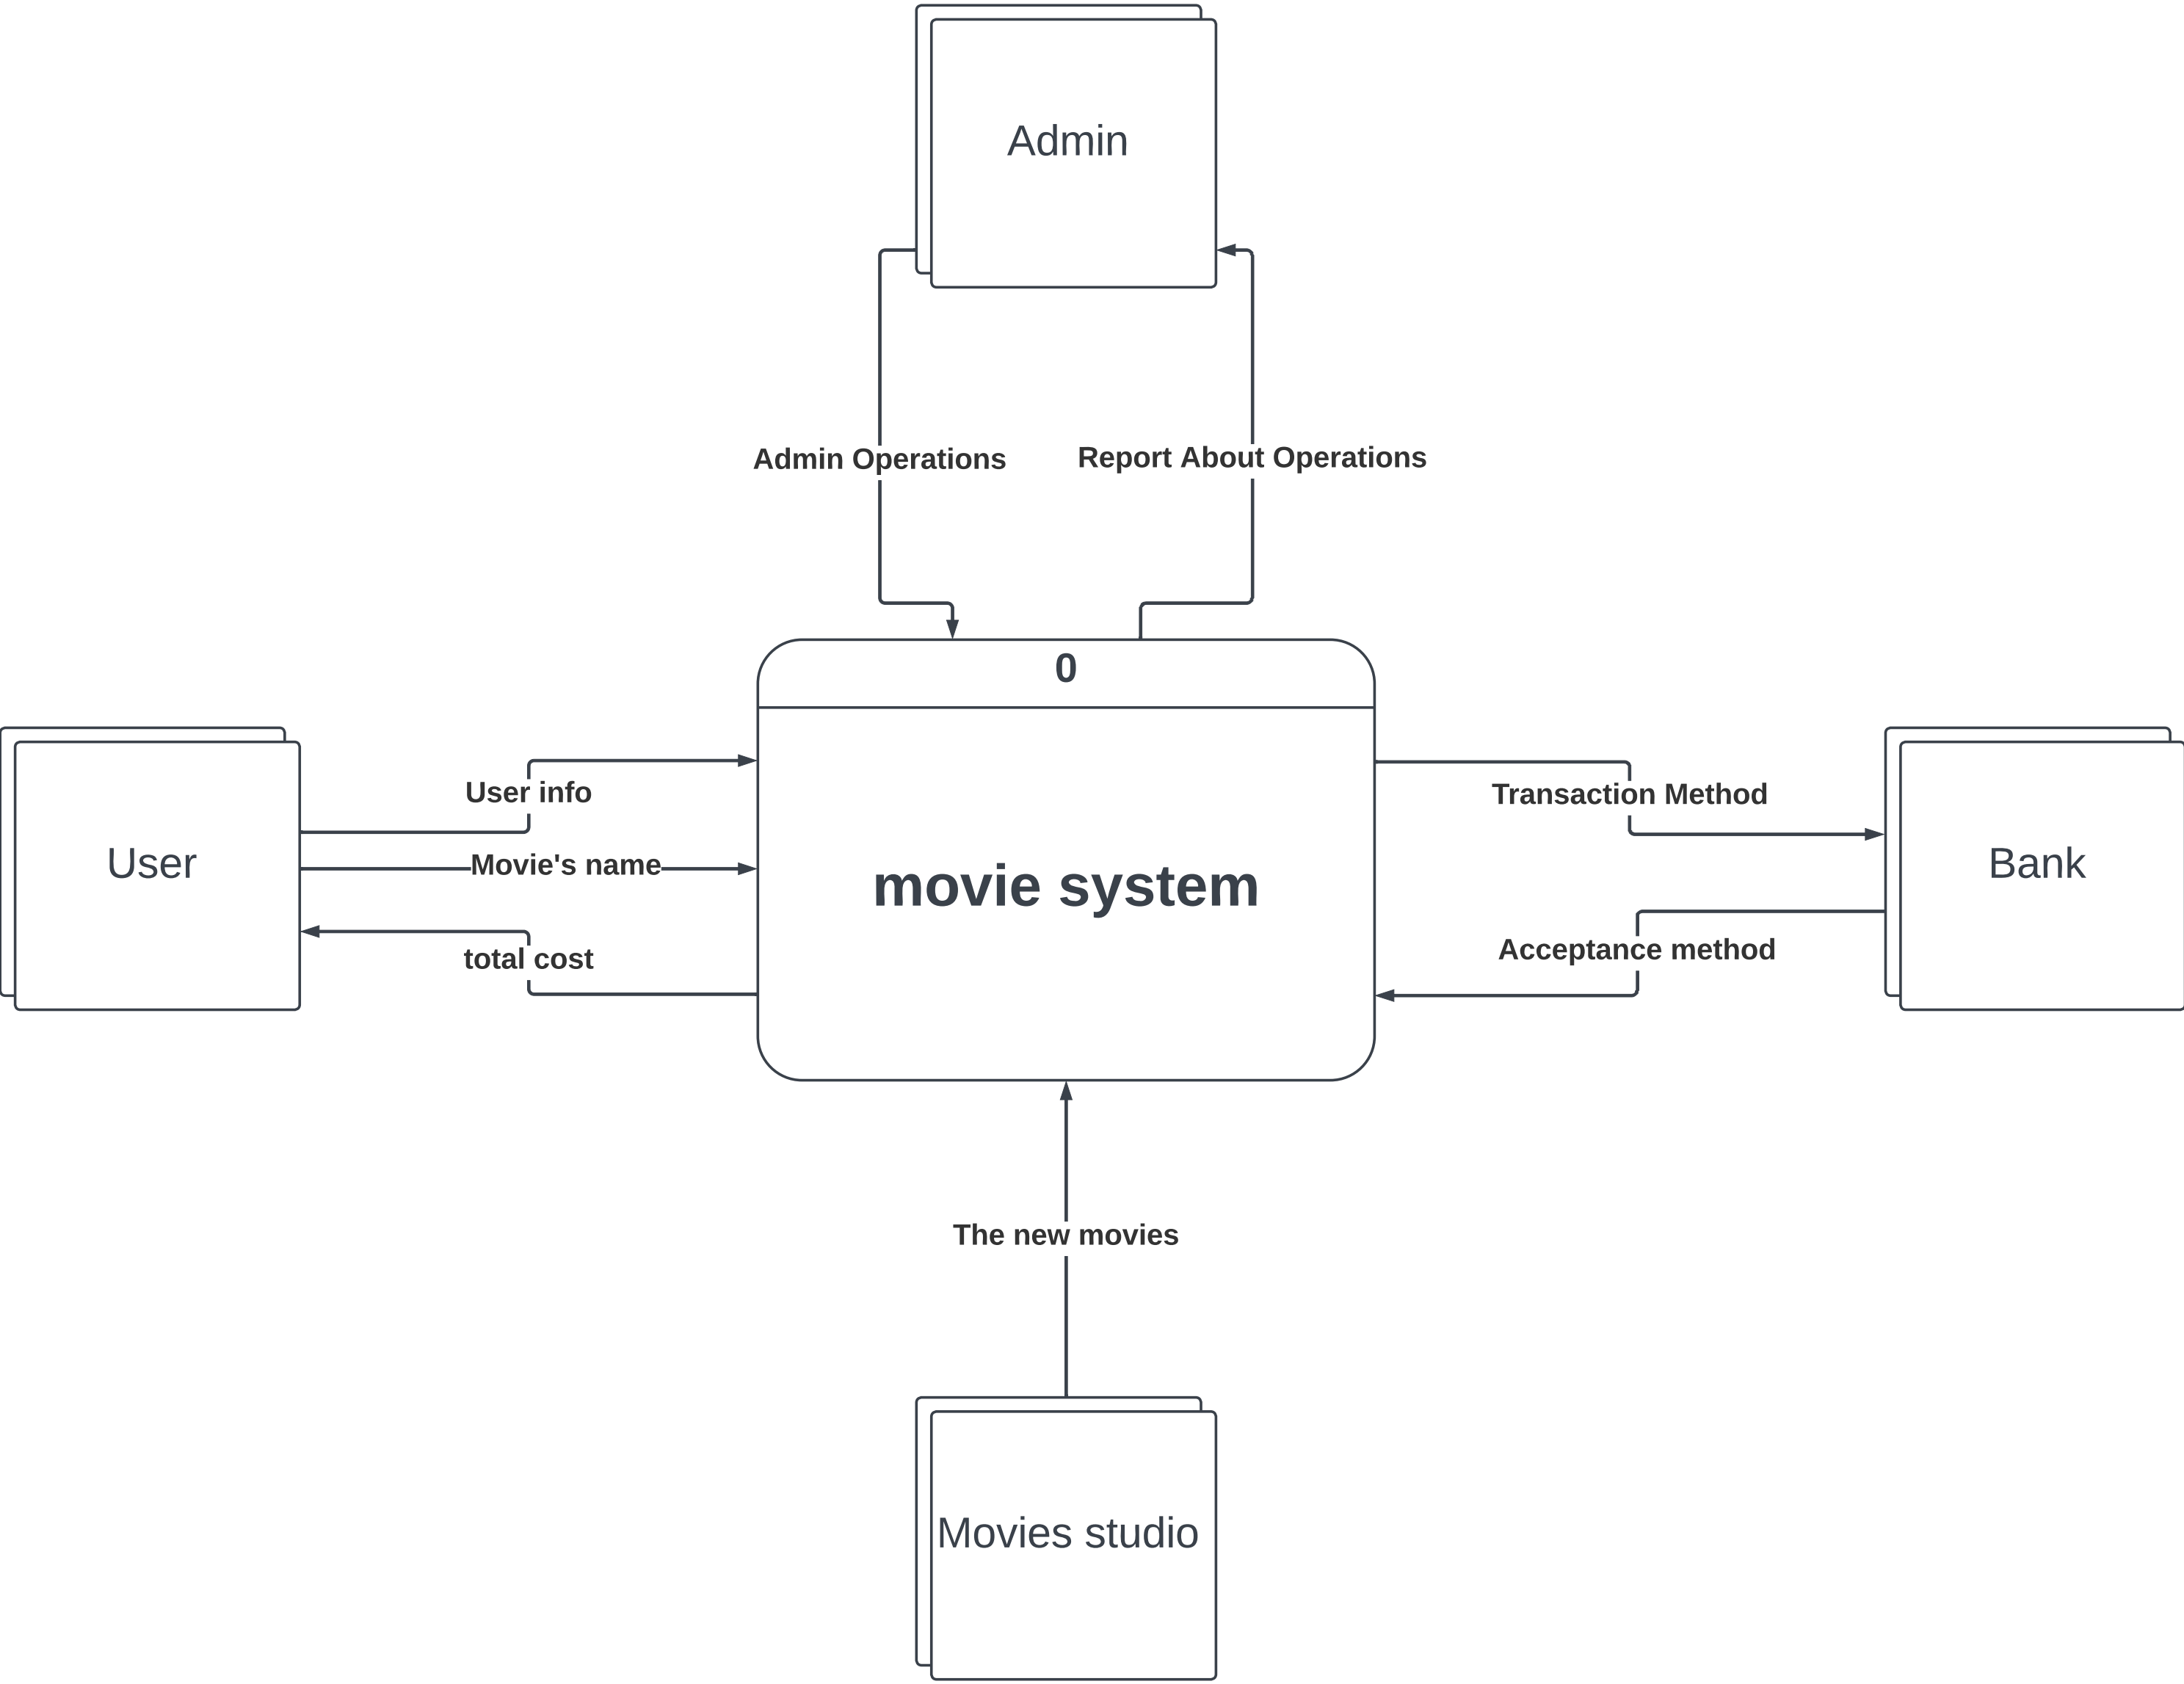 Admin
Admin Operations
Report About Operations
0
User info
Transaction Method
User
Movie's name
movie system
Bank
total cost
Acceptance method
The new movies
Movies studio